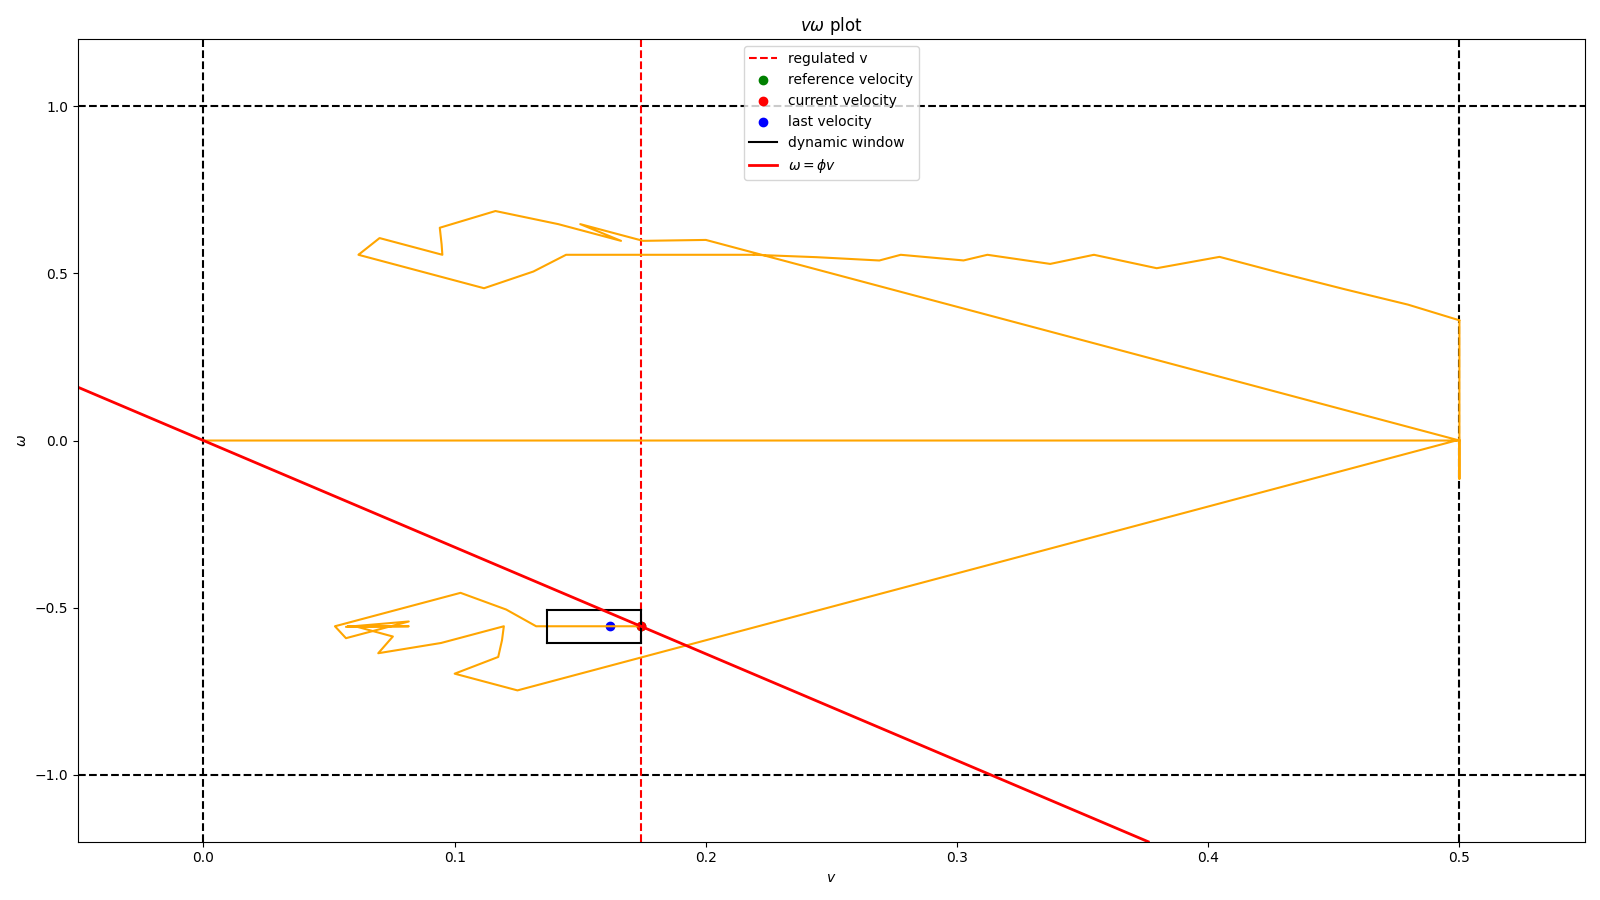 vω plot
regulated v
reference velocity
current velocity
last velocity
dynamic window
ω = ϕv
1.0
0.5
0.0
−0.5
−1.0
ω
0.0 0.1 0.2 0.3 0.4 0.5
v